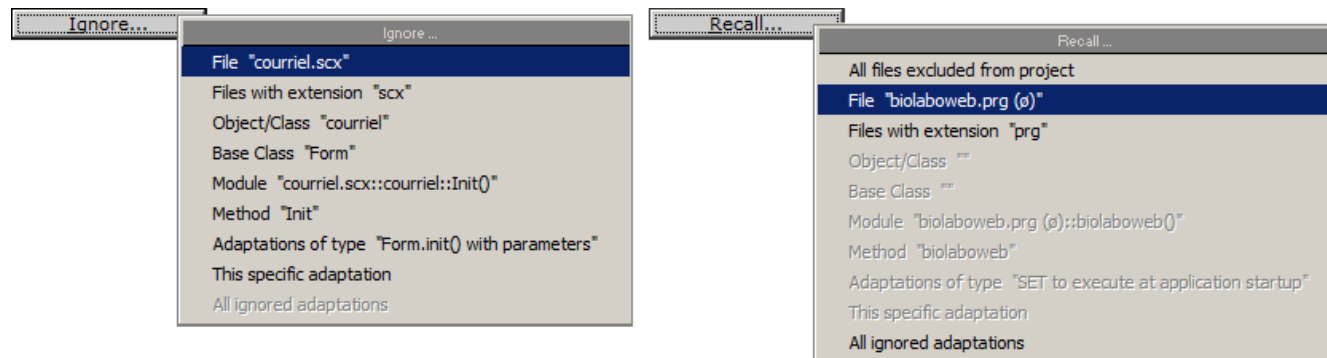 Ignore...
Ignore ...
File "courriel.scx"
Files with extension "scx"
Object/Class "courriel"
Base Class "Form"
Module "courriel.scx::courriel::Init()"
Method "Init"
Adaptations of type "Form.init() with parameters"
This specific adaptation
All ignored adaptations
Recall...
Recall ...
All files excluded from project
File "biolaboweb.prg (ø)"
Files with extension "prg"
Object/Class ""
Base Class ""
Module "biolaboweb.prg (ø)::biolaboweb()"
Method "biolaboweb"
Adaptations of type "SET to execute at application startup"
This specific adaptation
All ignored adaptations